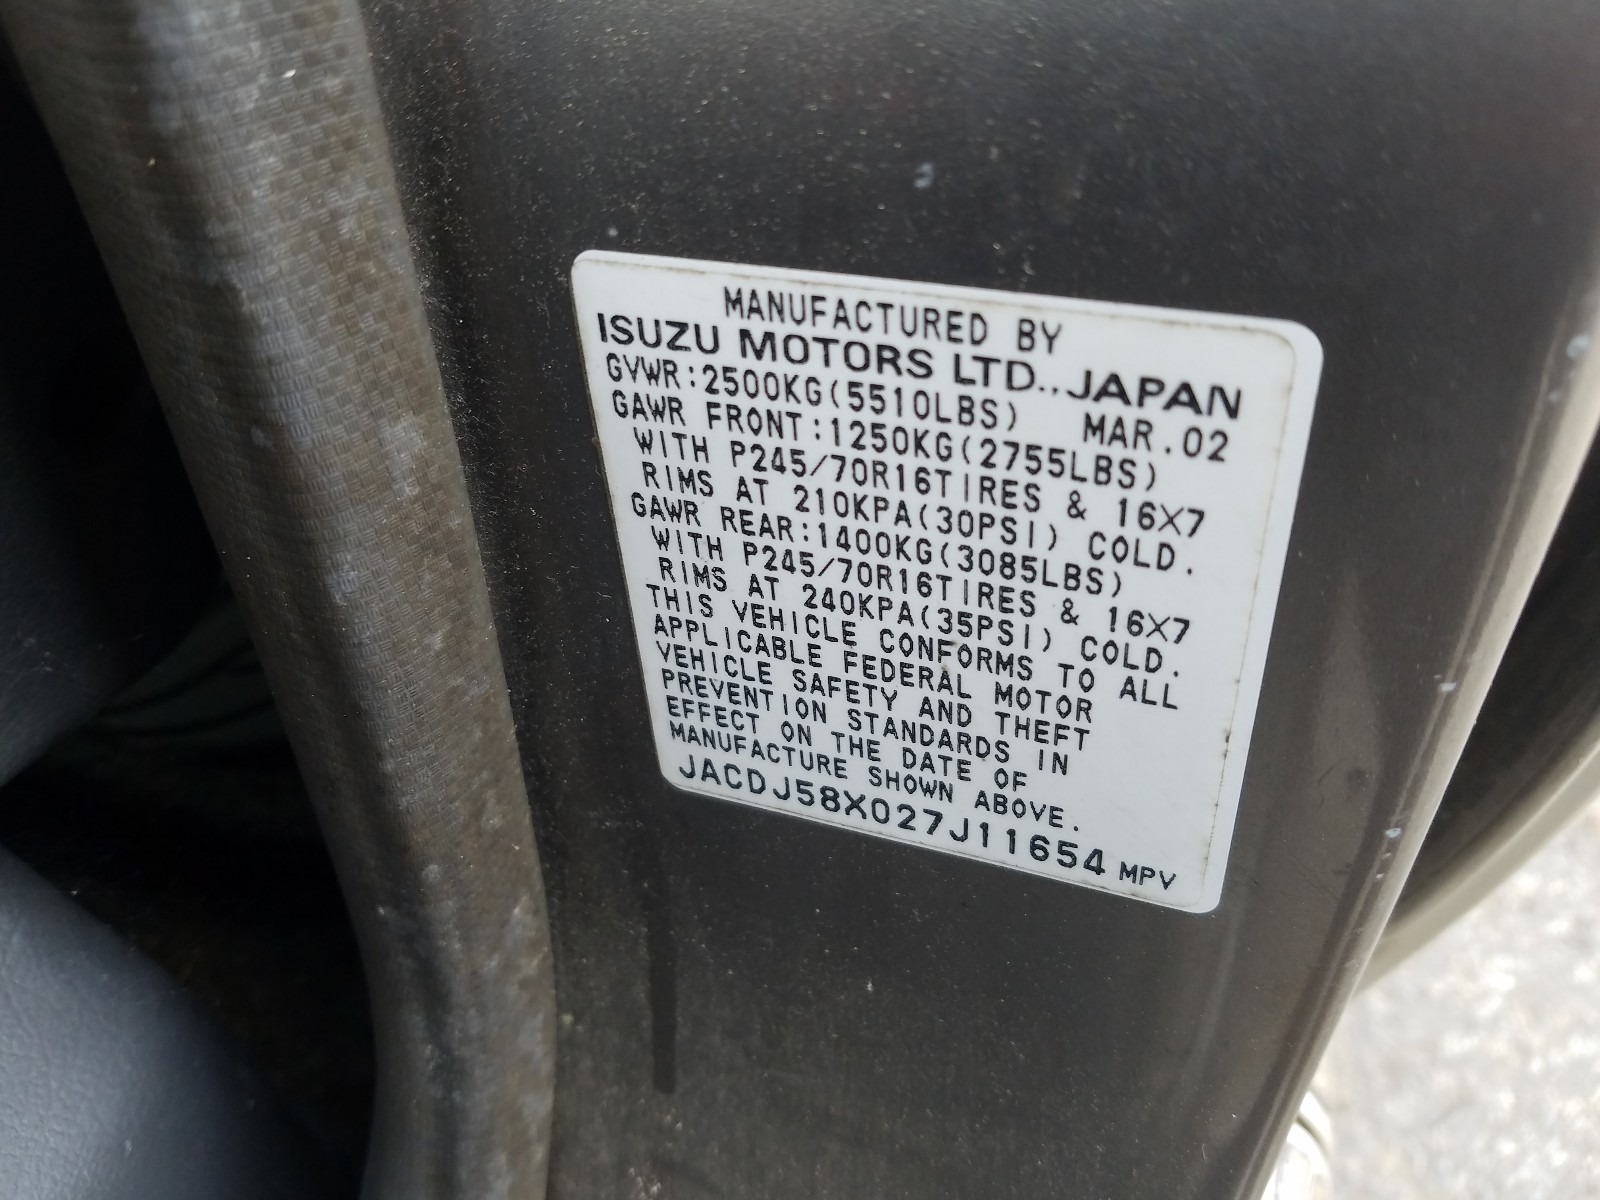 MANUFACTURED BY
ISUZU MOTORS LTD., JAPAN
GVWR:2500KG(5510LBS) MAR.02
GAWR FRONT:1250KG(2755LBS)
WITH P245/70R16TIRES & 16X7
RIMS AT 210KPA(30PSI) COLD.
GAWR REAR:1400KG(3085LBS)
WITH P245/70R16TIRES & 16X7
RIMS AT 240KPA(35PSI) COLD.
THIS VEHICLE CONFORMS TO ALL
APPLICABLE FEDERAL MOTOR
VEHICLE SAFETY AND THEFT
PREVENTION STANDARDS IN
EFFECT ON THE DATE OF
MANUFACTURE SHOWN ABOVE.
JACDJ58X027J11654 MPV